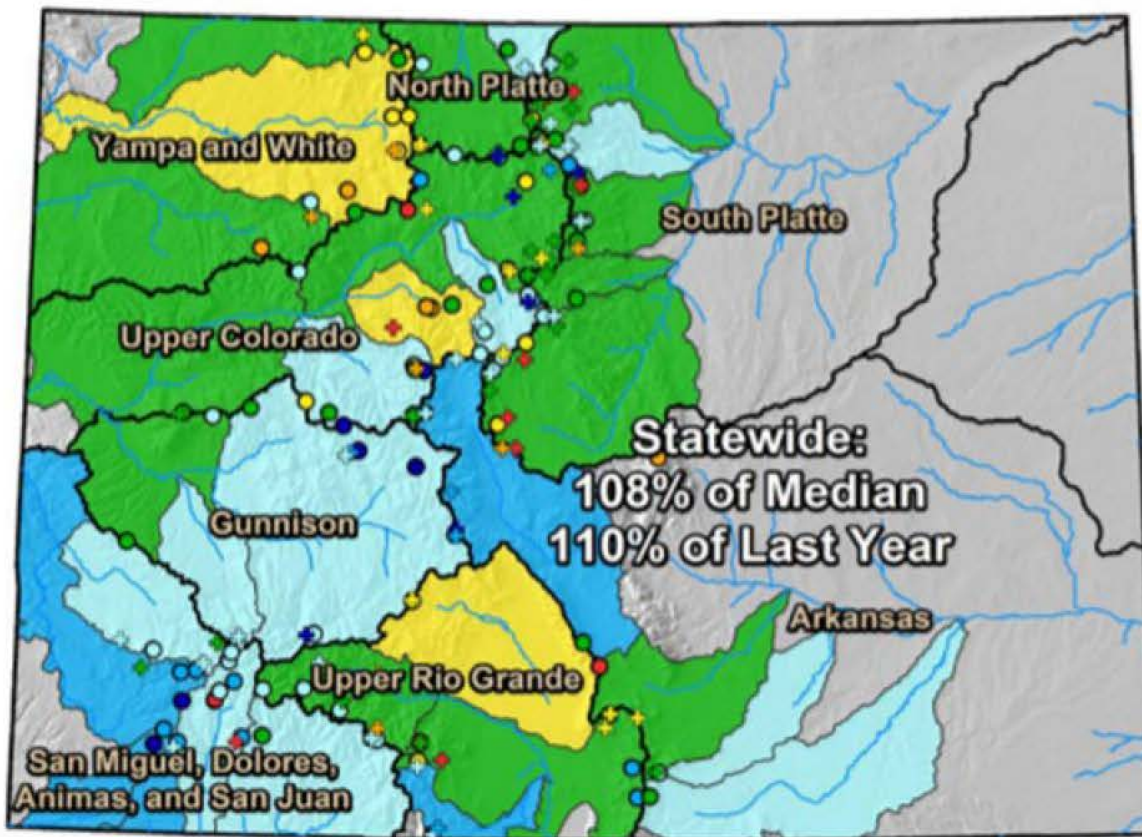 North Platte
Yampa and White
South Platte
Upper Colorado
Statewide:
108% of Median
110% of Last Year
Gunnison
Arkansas
Upper Rio Grande
San Miguel, Dolores,
Animas, and San Juan